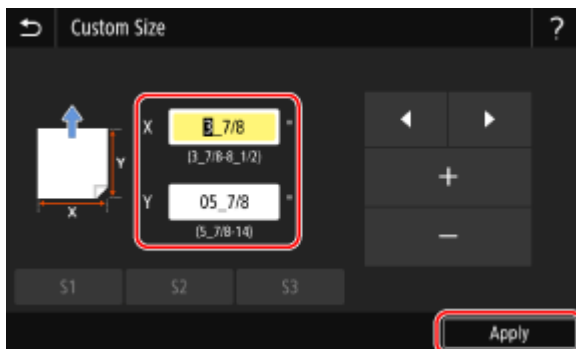 Custom Size
?
X 3_7/8 "
(3_7/8-8_1/2)
Y
X
Y 05_7/8 "
(5_7/8-14)
+
−
S1 S2 S3
Apply